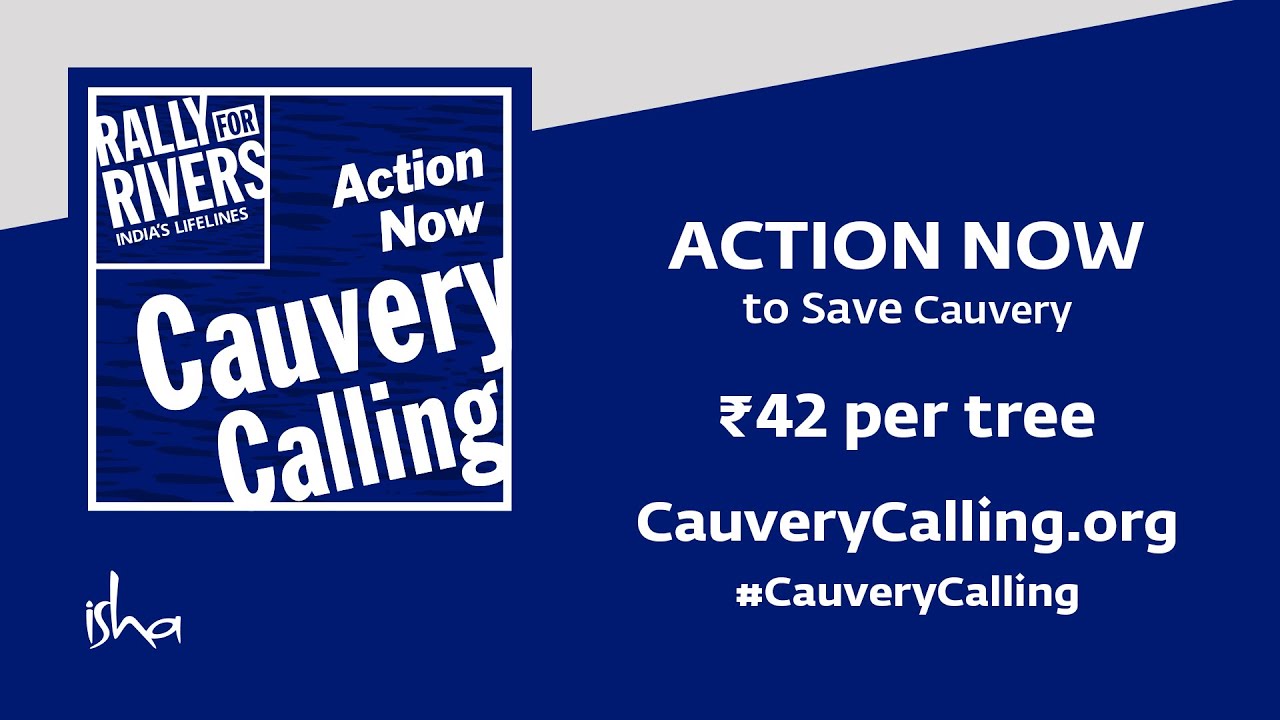 RALLY FOR
RIVERS
INDIA'S LIFELINES
Action
Now
Cauvery
Calling
isha
ACTION NOW
to Save Cauvery
₹42 per tree
CauveryCalling.org
#CauveryCalling